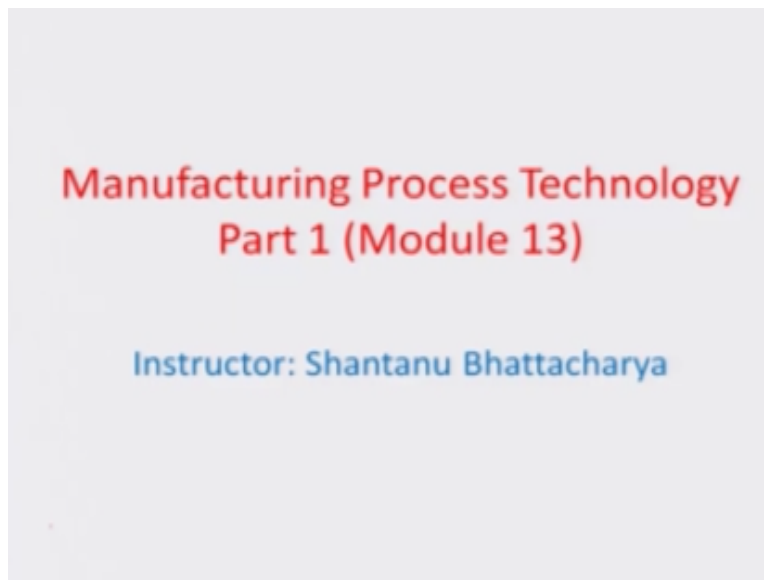 Manufacturing Process Technology
Part 1 (Module 13)
Instructor: Shantanu Bhattacharya